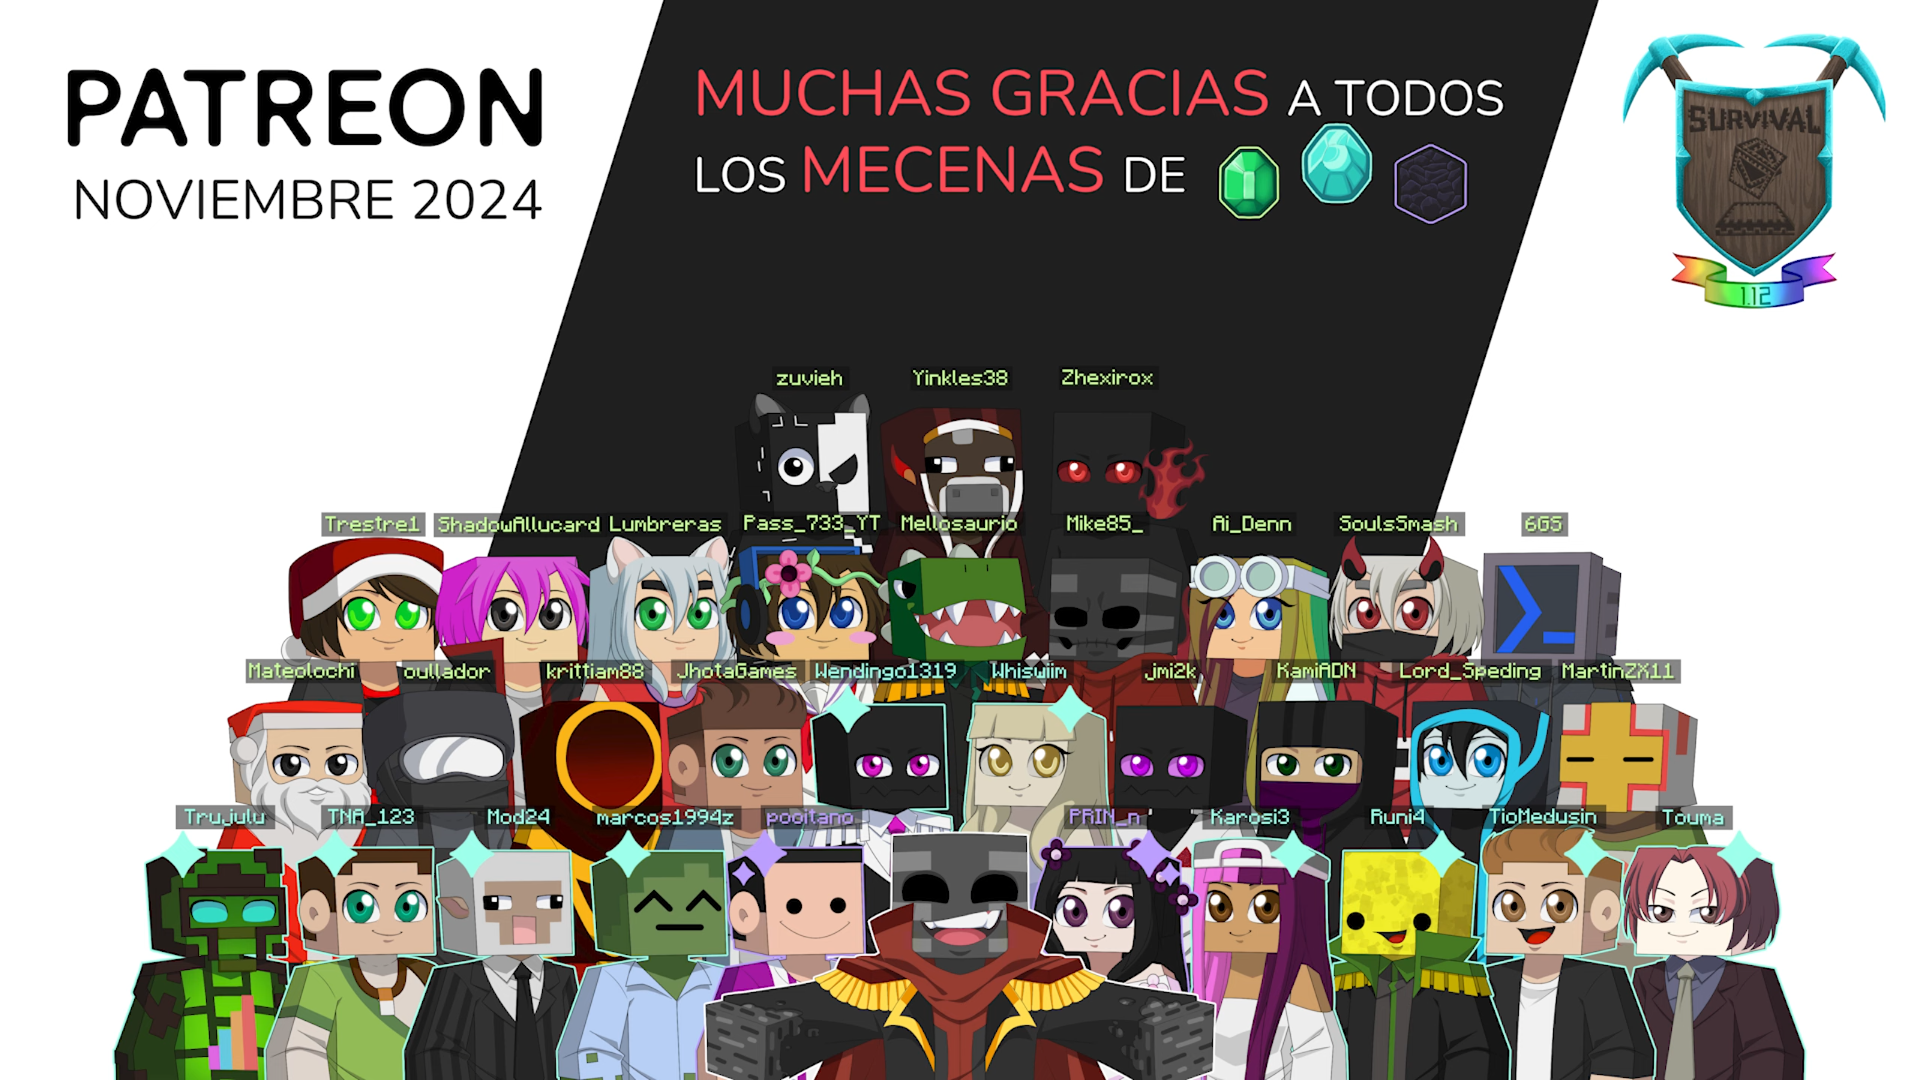 PATREON
NOVIEMBRE 2024
MUCHAS GRACIAS A TODOS
LOS MECENAS DE
SURVIVAL
1.12
zuvieh Yinkles38 Zhexirox
Trestre1 ShadowAllucard Lumbreras Pass_733_YT Mellosaurio Mike85_ Ai_Denn SoulsSmash 6GS
Mateolochi oullador krittiam88 JhotaGames Wendingo1319 Whiswiim jmi2k KamiADN Lord_Speding MartinZX11
Trujulu TNA_123 Mod24 marcos1994z pooitano PRIN_n Karosi3 Runi4 TioMedusin Touma